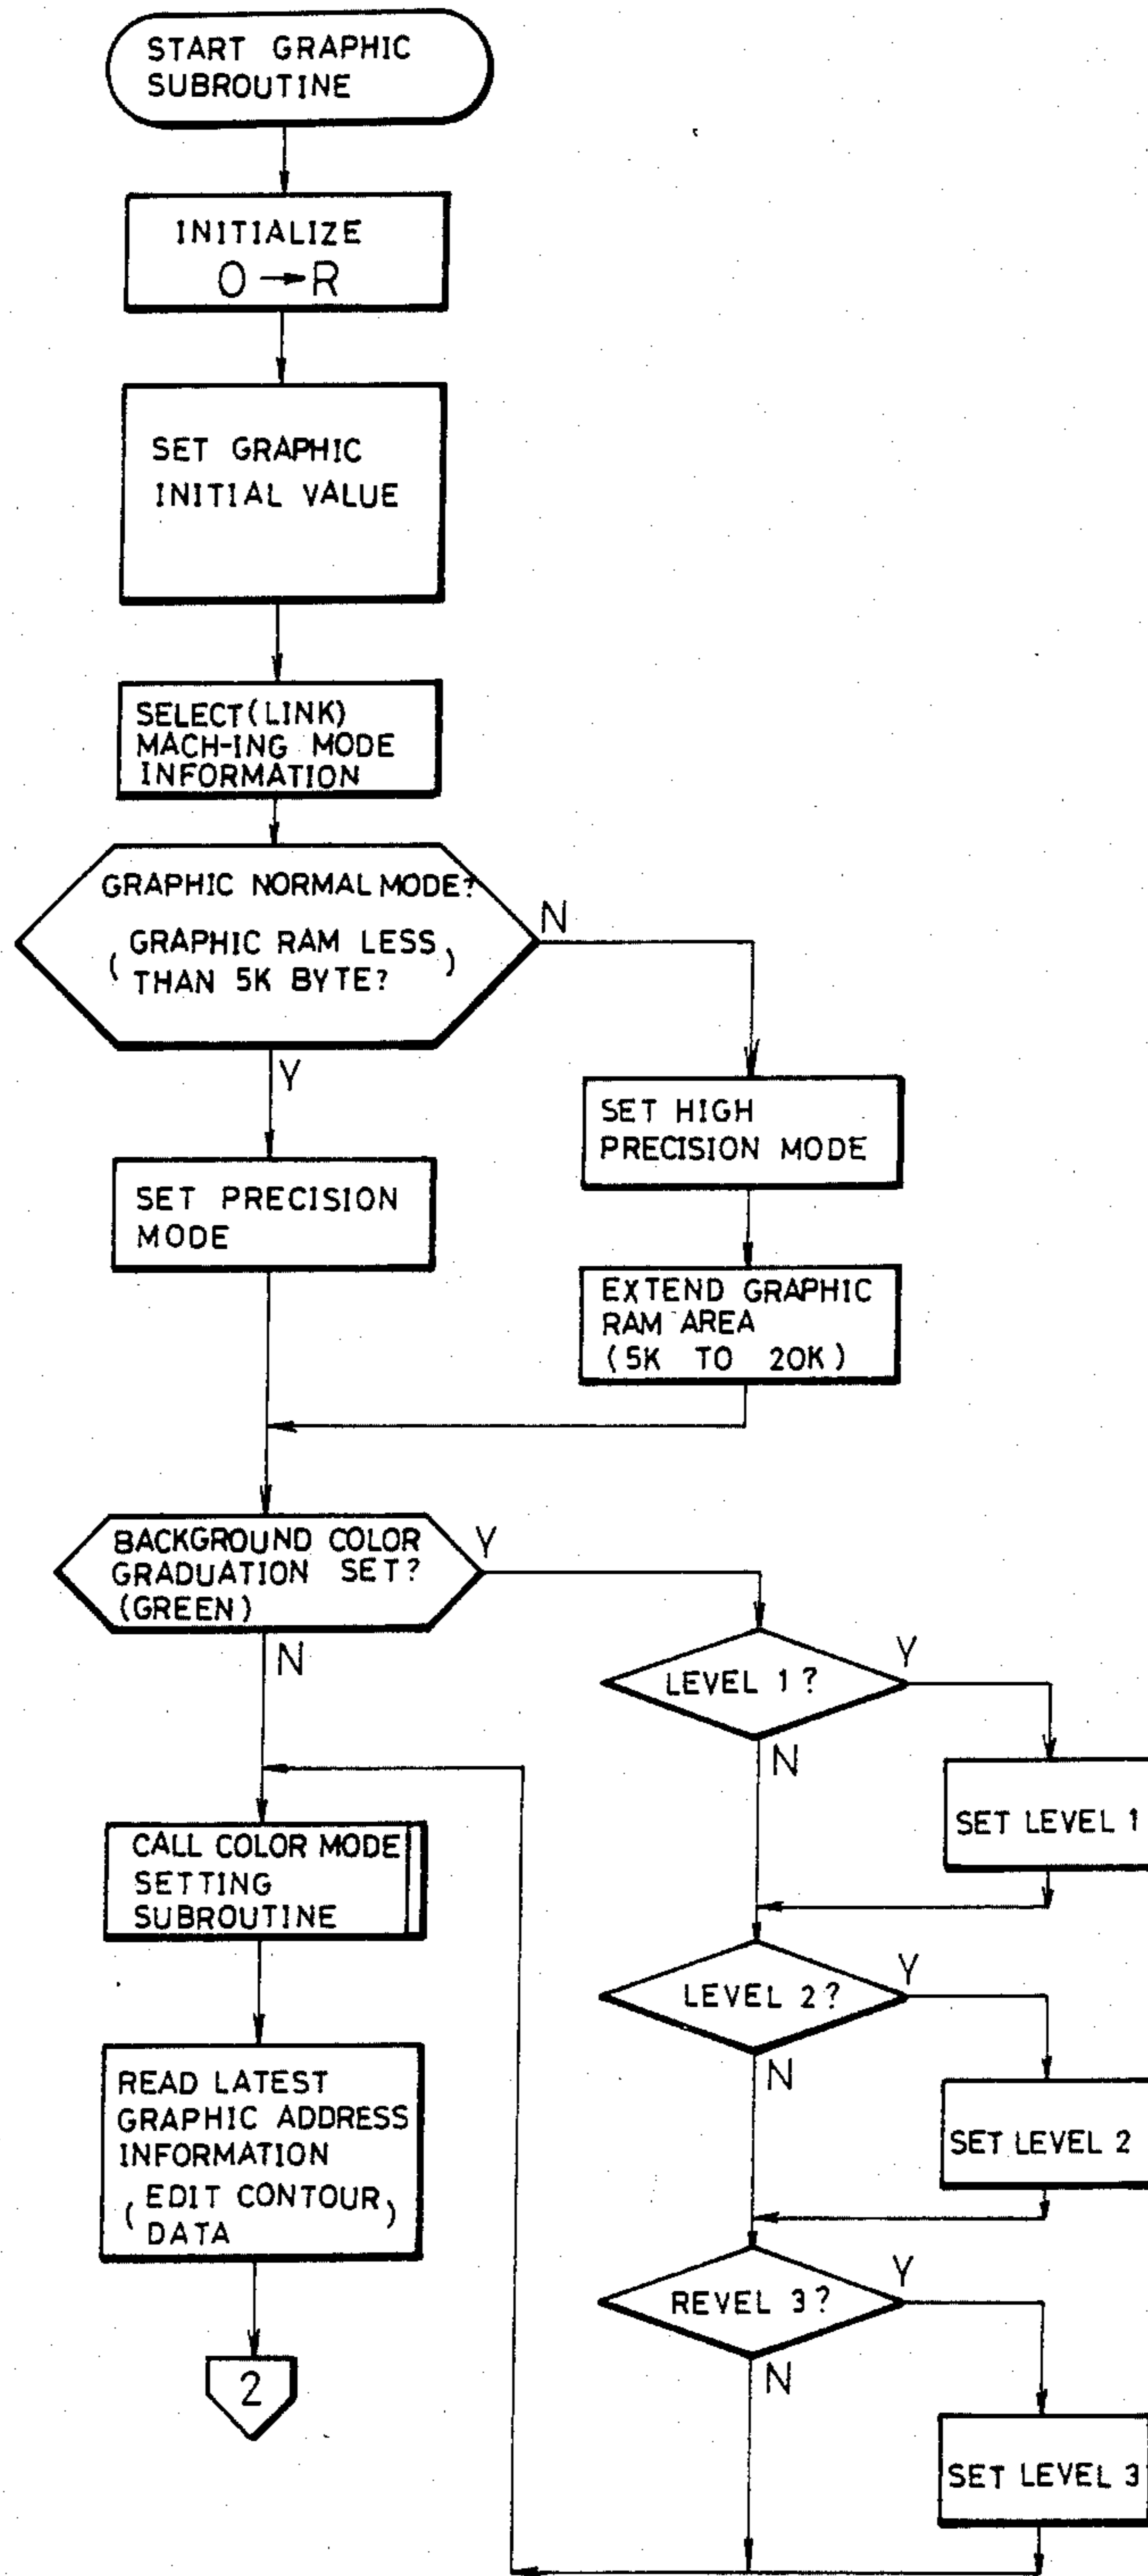 START GRAPHIC
SUBROUTINE
INITIALIZE
O → R
SET GRAPHIC
INITIAL VALUE
SELECT(LINK)
MACH-ING MODE
INFORMATION
GRAPHIC NORMAL MODE?
(GRAPHIC RAM LESS
THAN 5K BYTE?)
N
Y
SET HIGH
PRECISION MODE
SET PRECISION
MODE
EXTEND GRAPHIC
RAM AREA
(5K TO 20K)
BACKGROUND COLOR
GRADUATION SET?
(GREEN)
Y
N
LEVEL 1?
Y
N
SET LEVEL 1
CALL COLOR MODE
SETTING
SUBROUTINE
LEVEL 2?
Y
N
SET LEVEL 2
READ LATEST
GRAPHIC ADDRESS
INFORMATION
(EDIT CONTOUR
DATA)
REVEL 3?
Y
N
SET LEVEL 3
2